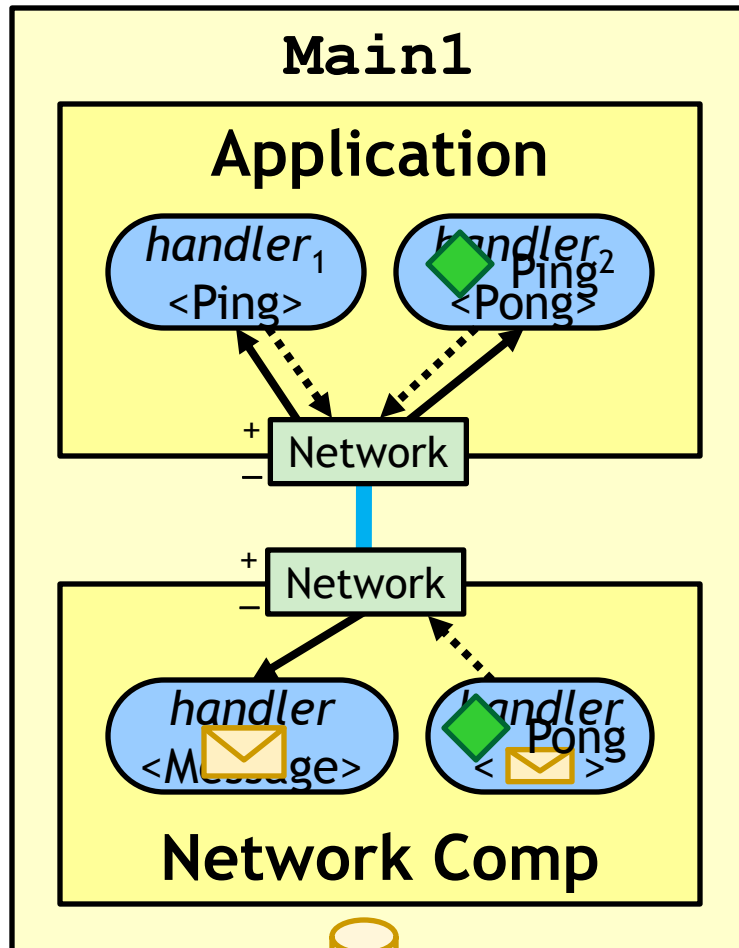 Main1
Application
handler1
<Ping>
handler2
Ping
<Pong>
+
Network
–
+
Network
–
handler
<Message>
handler
Pong
< >
Network Comp